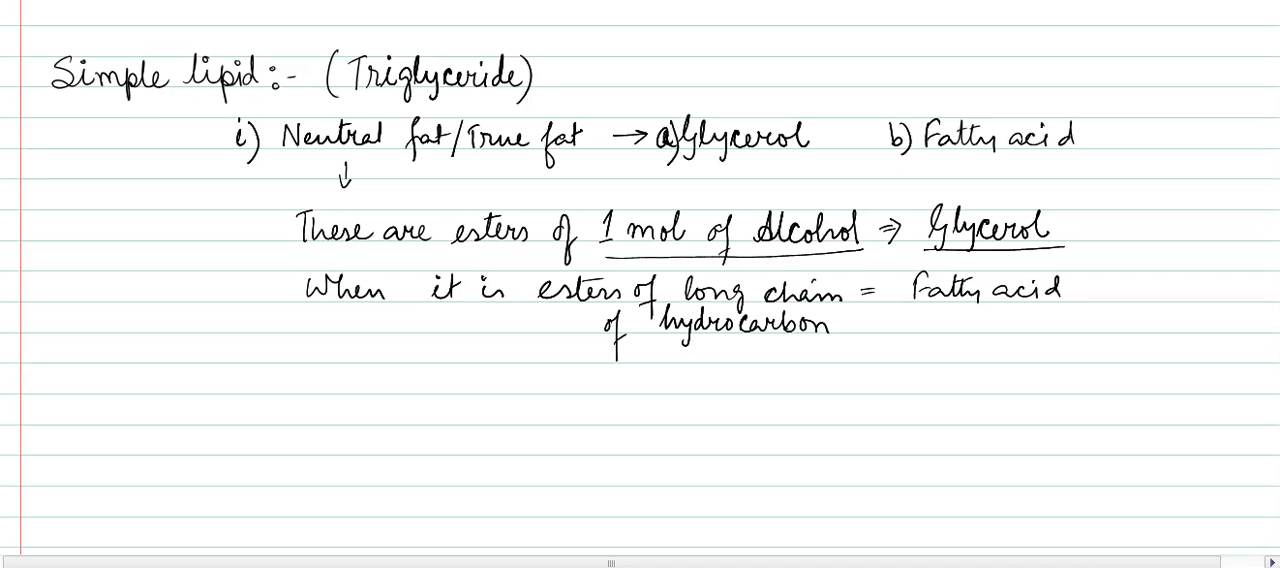 Simple lipid:- (Triglyceride)
i) Neutral fat/True fat → a) Glycerol b) Fatty acid
↓
These are esters of 1 mol of Alcohol ⇒ Glycerol
When it is esters of long chain = Fatty acid
of hydrocarbon